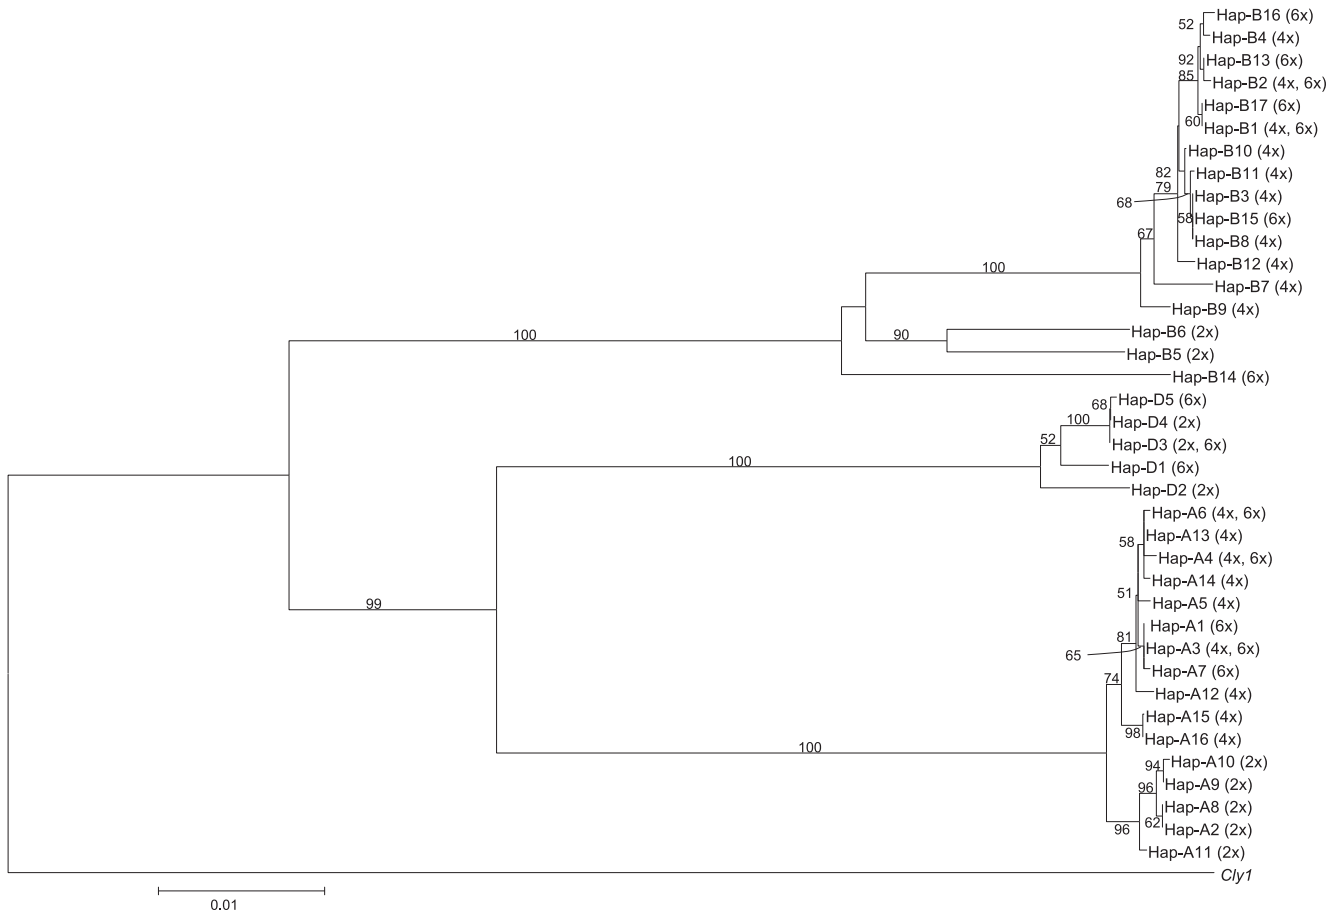 Hap-B16 (6x)
52
Hap-B4 (4x)
92
Hap-B13 (6x)
85
Hap-B2 (4x, 6x)
Hap-B17 (6x)
60
Hap-B1 (4x, 6x)
Hap-B10 (4x)
82
Hap-B11 (4x)
79
68
Hap-B3 (4x)
58
Hap-B15 (6x)
67
Hap-B8 (4x)
Hap-B12 (4x)
100
Hap-B7 (4x)
Hap-B9 (4x)
100
90
Hap-B6 (2x)
Hap-B5 (2x)
Hap-B14 (6x)
Hap-D5 (6x)
68
100
Hap-D4 (2x)
52
Hap-D3 (2x, 6x)
100
Hap-D1 (6x)
Hap-D2 (2x)
Hap-A6 (4x, 6x)
Hap-A13 (4x)
58
Hap-A4 (4x, 6x)
Hap-A14 (4x)
51
Hap-A5 (4x)
99
Hap-A1 (6x)
81
65
Hap-A3 (4x, 6x)
Hap-A7 (6x)
74
Hap-A12 (4x)
Hap-A15 (4x)
98
Hap-A16 (4x)
100
94
Hap-A10 (2x)
96
Hap-A9 (2x)
Hap-A8 (2x)
62
96
Hap-A2 (2x)
Hap-A11 (2x)
Cly1
0.01